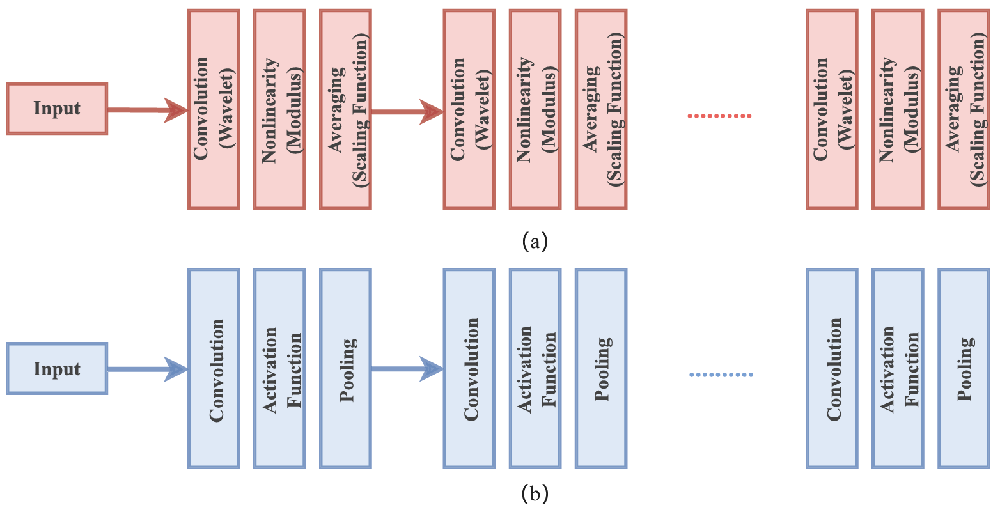 Input
Convolution
(Wavelet)
Nonlinearity
(Modulus)
Averaging
(Scaling Function)
Convolution
(Wavelet)
Nonlinearity
(Modulus)
Averaging
(Scaling Function)
Convolution
(Wavelet)
Nonlinearity
(Modulus)
Averaging
(Scaling Function)
(a)
Input
Convolution
Activation
Function
Pooling
Convolution
Activation
Function
Pooling
Convolution
Activation
Function
Pooling
(b)